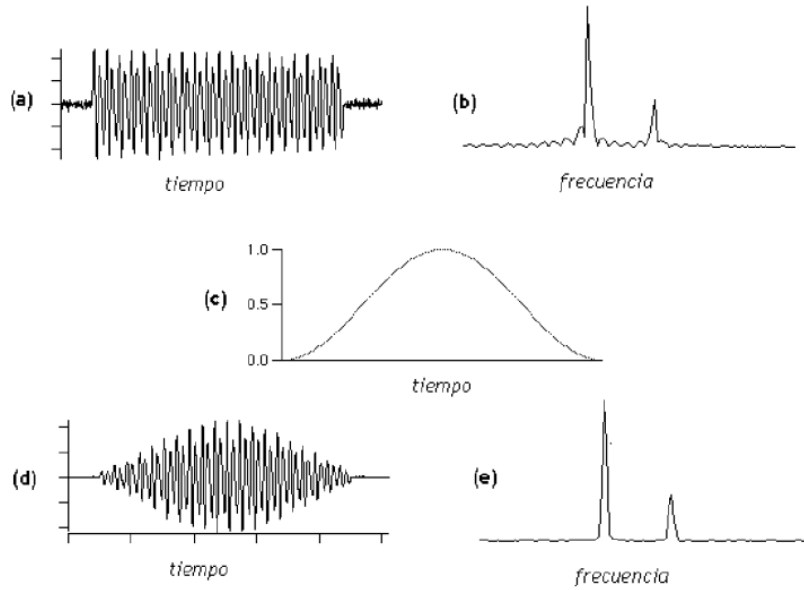 (a)
tiempo
(b)
frecuencia
(c)
1.0
0.5
0.0
tiempo
(d)
tiempo
(e)
frecuencia